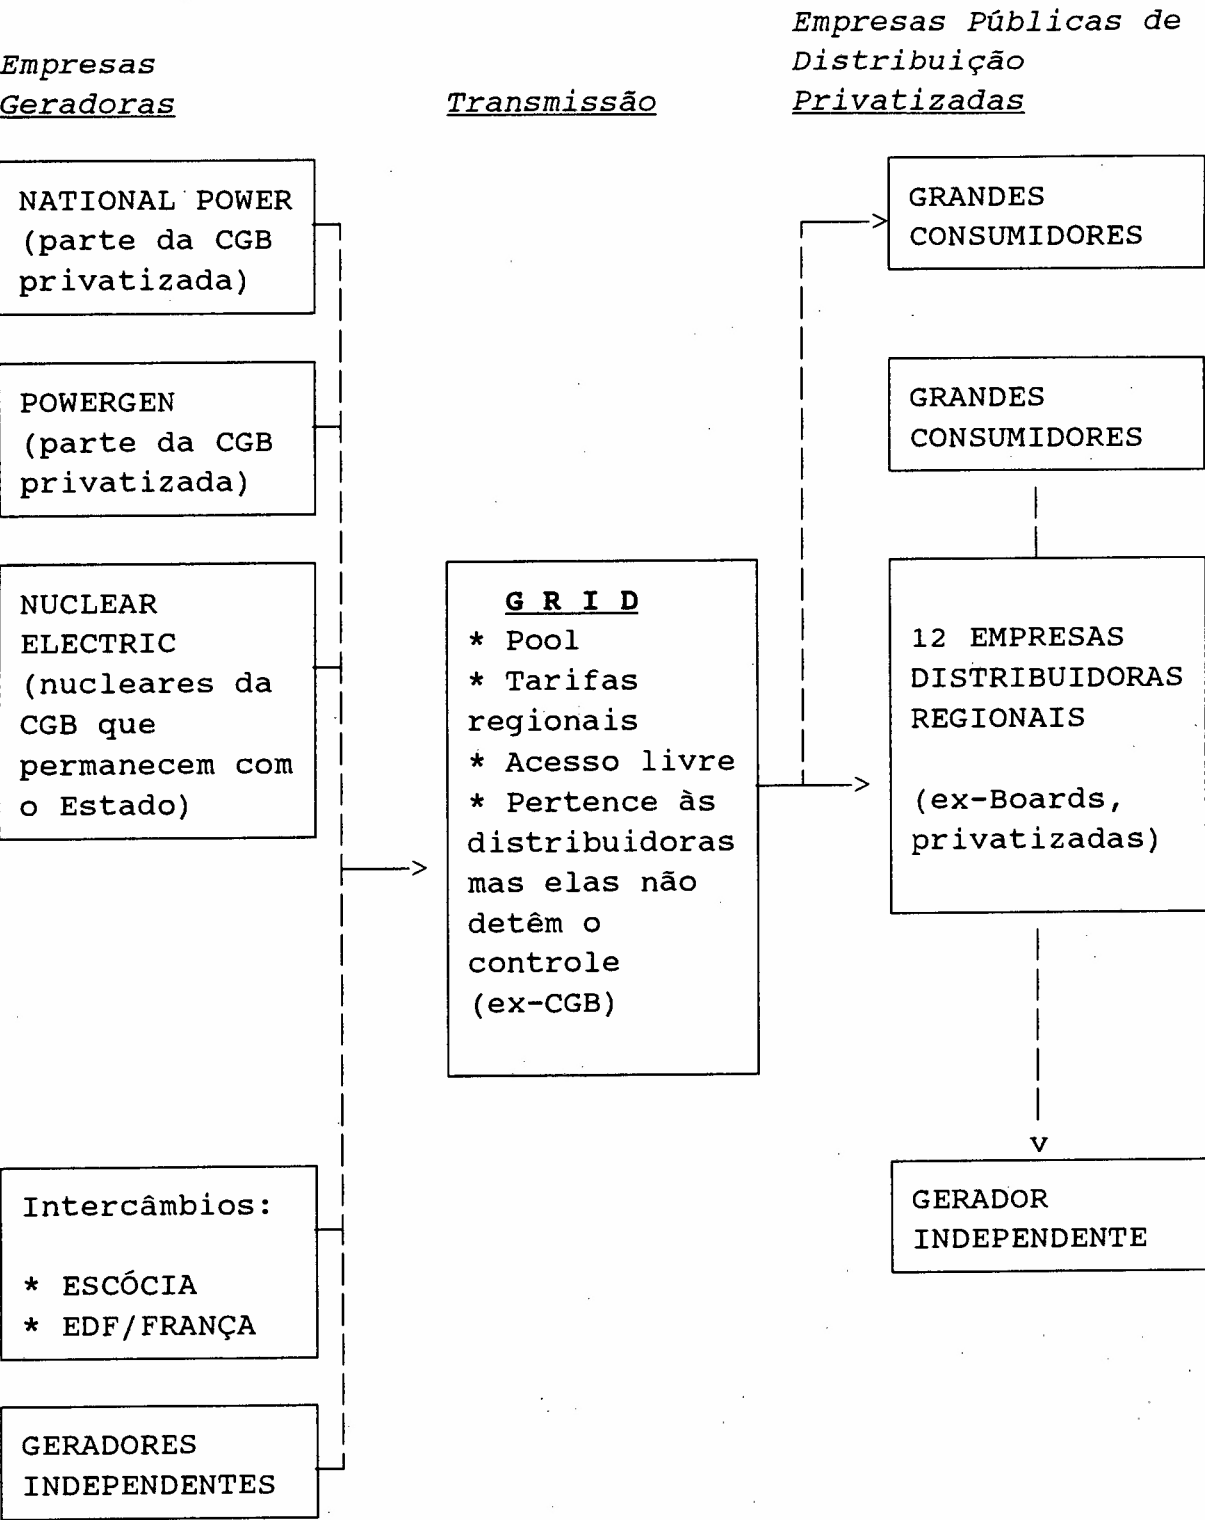 Empresas
Geradoras
Transmissão
Empresas Públicas de
Distribuição
Privatizadas
NATIONAL POWER
(parte da CGB
privatizada)
POWERGEN
(parte da CGB
privatizada)
NUCLEAR
ELECTRIC
(nucleares da
CGB que
permanecem com
o Estado)
Intercâmbios:
* ESCÓCIA
* EDF/FRANÇA
GERADORES
INDEPENDENTES
G R I D
* Pool
* Tarifas
regionais
* Acesso livre
* Pertence às
distribuidoras
mas elas não
detêm o
controle
(ex-CGB)
GRANDES
CONSUMIDORES
GRANDES
CONSUMIDORES
12 EMPRESAS
DISTRIBUIDORAS
REGIONAIS
(ex-Boards,
privatizadas)
GERADOR
INDEPENDENTE